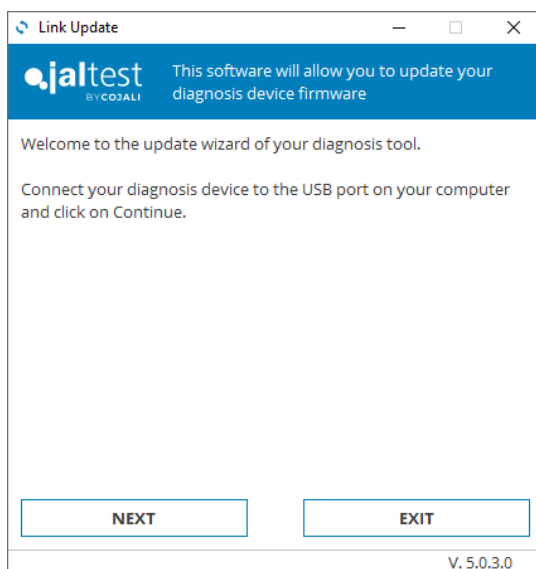 Link Update
jaltest
BY COJALI
This software will allow you to update your
diagnosis device firmware
Welcome to the update wizard of your diagnosis tool.
Connect your diagnosis device to the USB port on your computer
and click on Continue.
NEXT
EXIT
V. 5.0.3.0